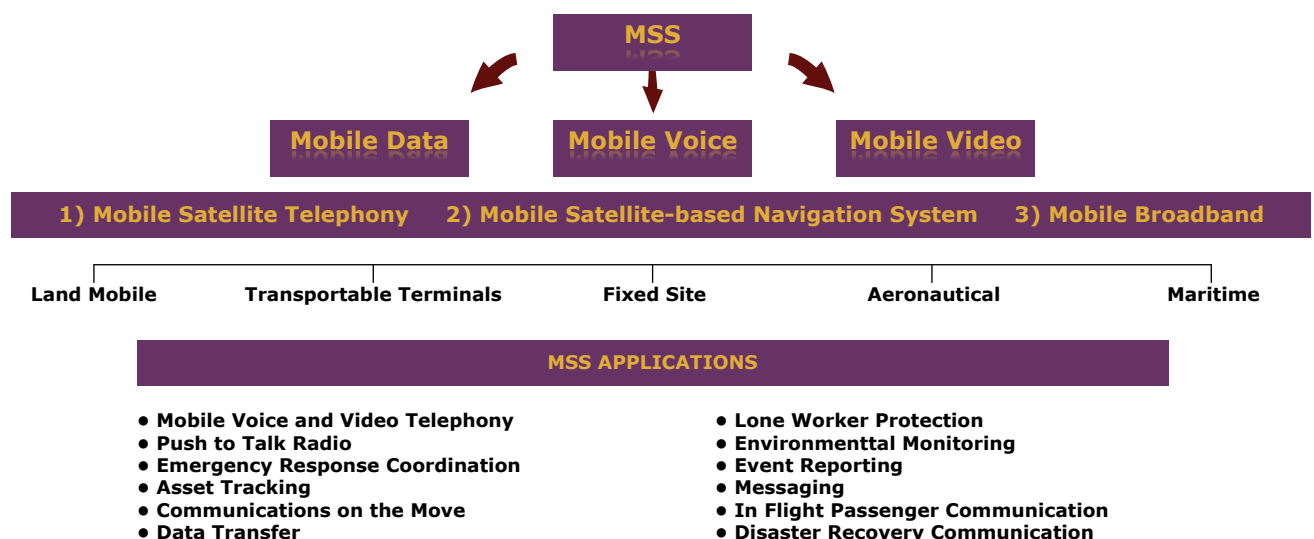 MSS
Mobile Data
Mobile Voice
Mobile Video
1) Mobile Satellite Telephony 2) Mobile Satellite-based Navigation System 3) Mobile Broadband
Land Mobile
Transportable Terminals
Fixed Site
Aeronautical
Maritime
MSS APPLICATIONS
● Mobile Voice and Video Telephony
● Push to Talk Radio
● Emergency Response Coordination
● Asset Tracking
● Communications on the Move
● Data Transfer
● Lone Worker Protection
● Environmenttal Monitoring
● Event Reporting
● Messaging
● In Flight Passenger Communication
● Disaster Recovery Communication